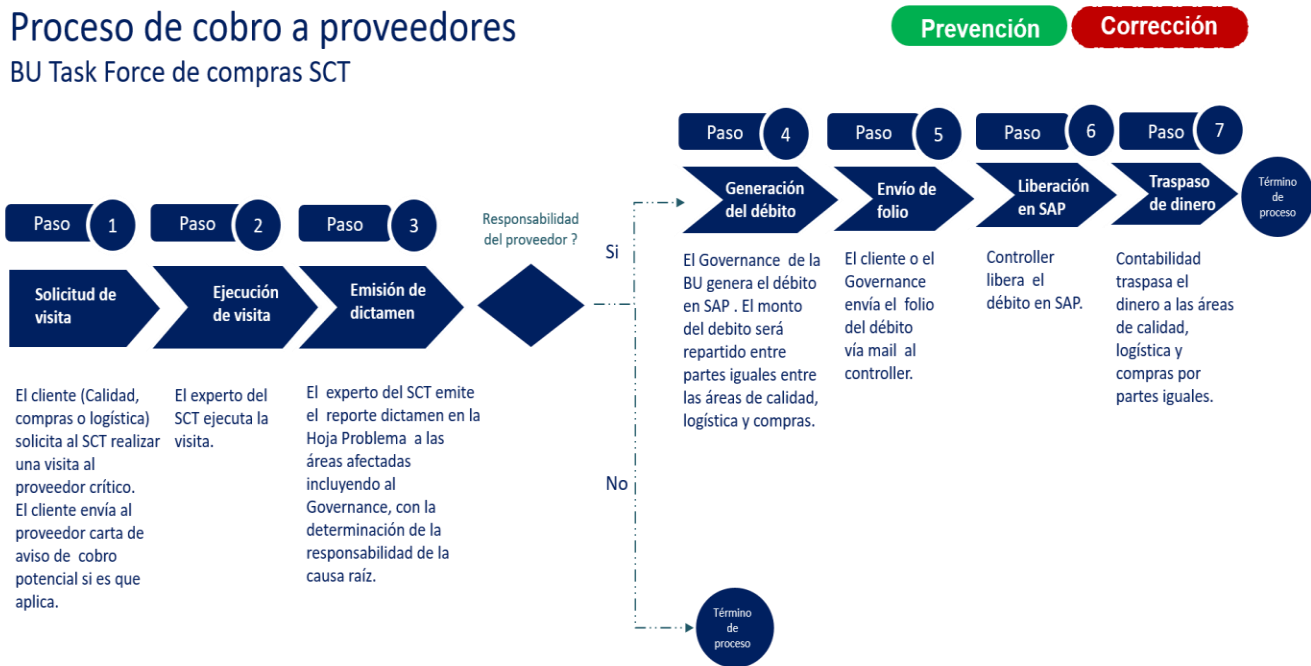 Proceso de cobro a proveedores
BU Task Force de compras SCT
Prevención
Corrección
Paso 1
Solicitud de
visita
El cliente (Calidad,
compras o logística)
solicita al SCT realizar
una visita al
proveedor crítico.
El cliente envía al
proveedor carta de
aviso de cobro
potencial si es que
aplica.
Paso 2
Ejecución
de visita
El experto del
SCT ejecuta la
visita.
Paso 3
Emisión de
dictamen
El experto del SCT emite
el reporte dictamen en la
Hoja Problema a las
áreas afectadas
incluyendo al
Governance, con la
determinación de la
responsabilidad de la
causa raíz.
Responsabilidad
del proveedor ?
Si
Paso 4
Generación
del débito
El Governance de la
BU genera el débito
en SAP . El monto
del debito será
repartido entre
partes iguales entre
las áreas de calidad,
logística y compras.
Paso 5
Envío de
folio
El cliente o el
Governance
envía el folio
del débito
vía mail al
controller.
Paso 6
Liberación
en SAP
Controller
libera el
débito en SAP.
Paso 7
Traspaso
de dinero
Contabilidad
traspasa el
dinero a las áreas
de calidad,
logística y
compras por
partes iguales.
Término
de
proceso
No
Término
de
proceso